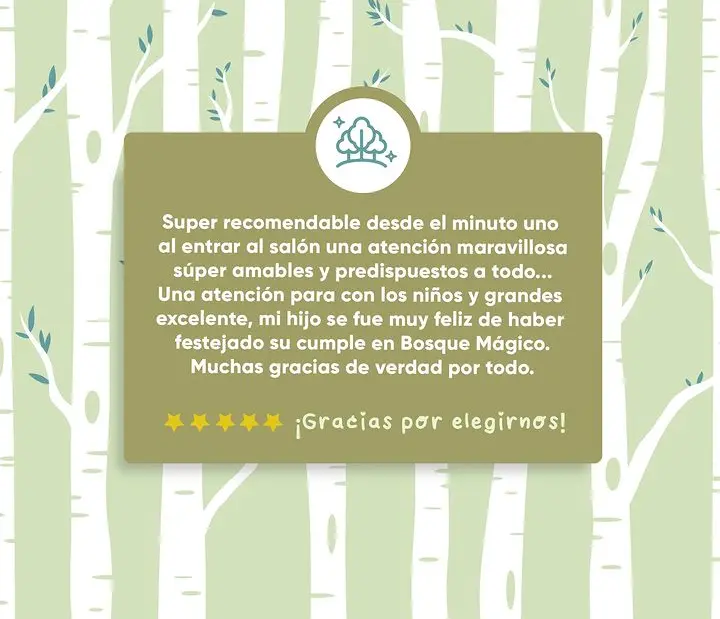 Super recomendable desde el minuto uno
al entrar al salón una atención maravillosa
súper amables y predispuestos a todo...
Una atención para con los niños y grandes
excelente, mi hijo se fue muy feliz de haber
festejado su cumple en Bosque Mágico.
Muchas gracias de verdad por todo.
¡Gracias por elegirnos!